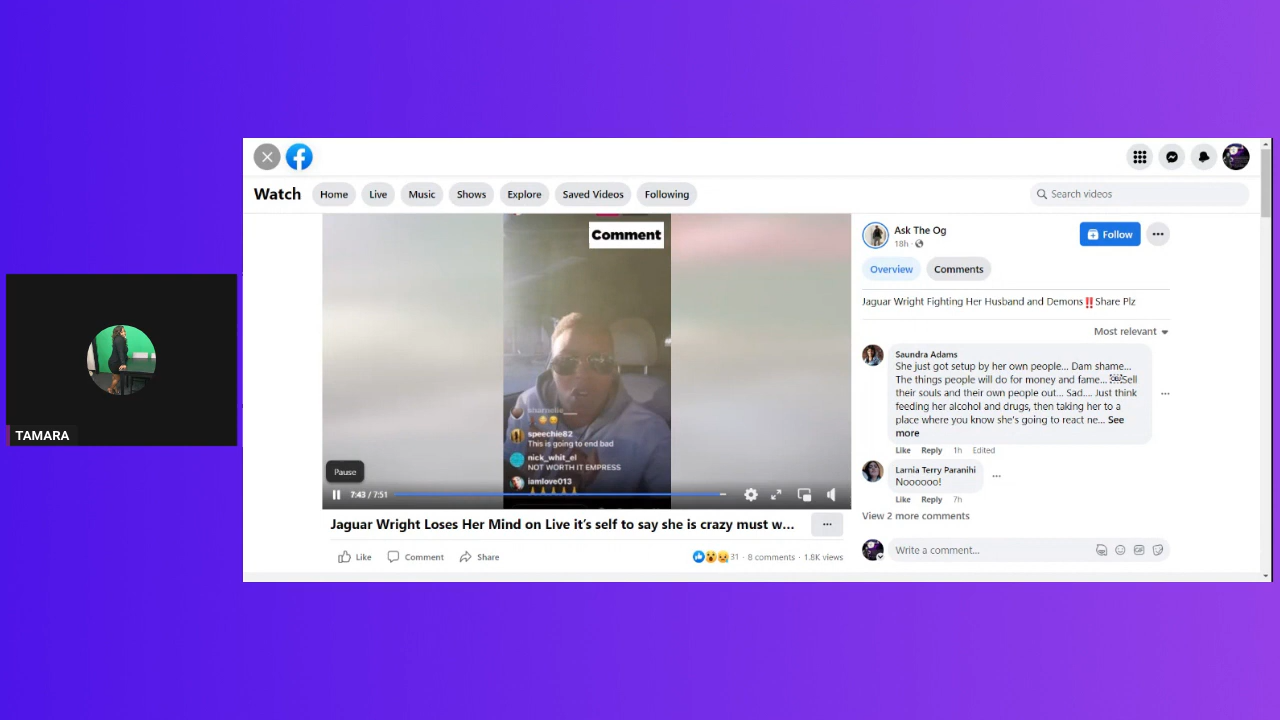 Watch
Home
Live
Music
Shows
Explore
Saved Videos
Following
Search videos
Comment
speechie82
This is going to end bad
nick_whit_el
NOT WORTH IT EMPRESS
iamlove013
Pause
7:43 / 7:51
Jaguar Wright Loses Her Mind on Live it's self to say she is crazy must w...
Like
Comment
Share
31 · 8 comments · 1.8K views
Ask The Og
18h ·
Follow
Overview
Comments
Jaguar Wright Fighting Her Husband and Demons‼️Share Plz
Most relevant
Saundra Adams
She just got setup by her own people... Dam shame...
The things people will do for money and fame... Sell
their souls and their own people out... Sad.... Just think
feeding her alcohol and drugs, then taking her to a
place where you know she's going to react ne... See
more
Like Reply 1h Edited
Larnia Terry Paranihi
Noooooo!
Like Reply 7h
View 2 more comments
Write a comment...
TAMARA